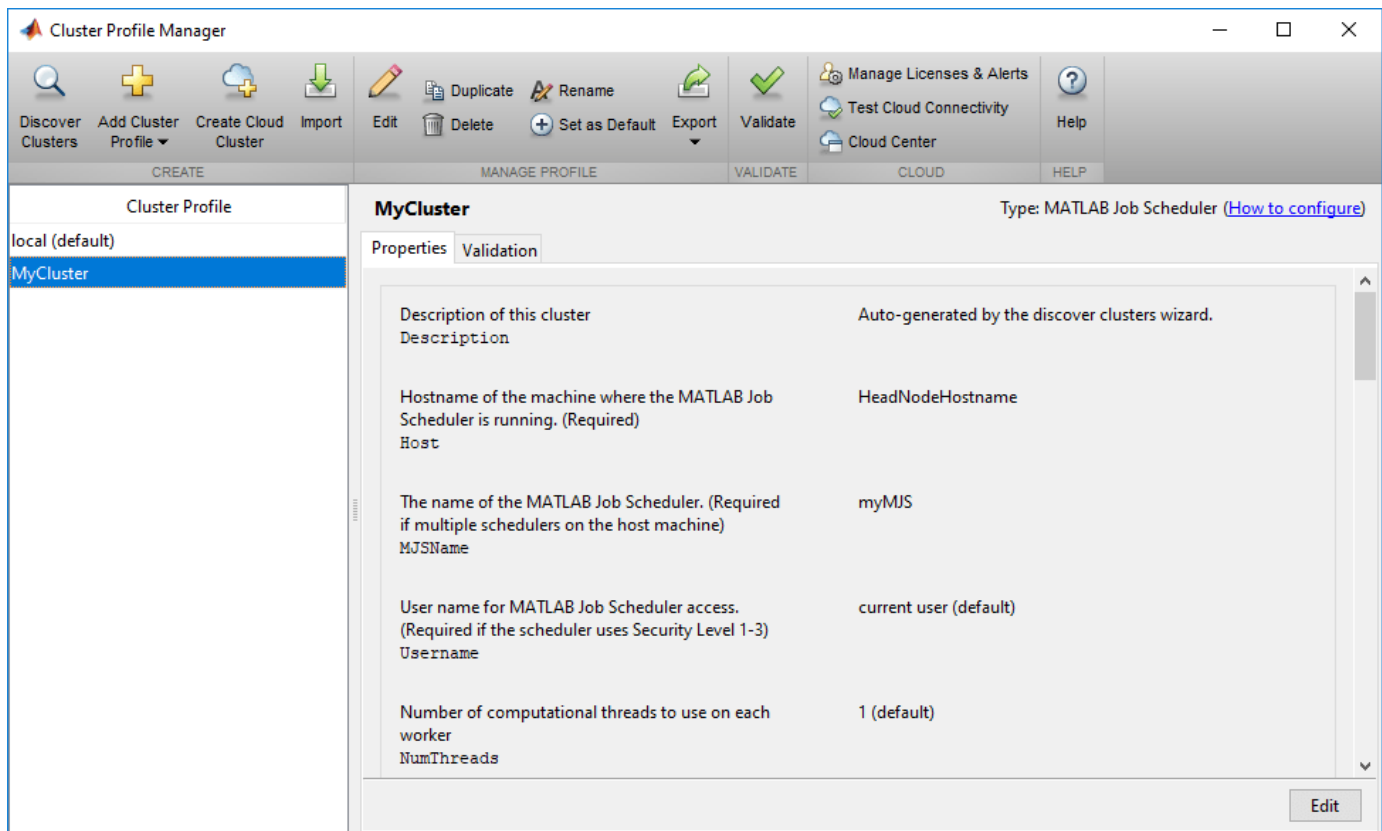 Cluster Profile Manager
Discover Clusters
Add Cluster Profile
Create Cloud Cluster
Import
CREATE
Edit
Duplicate
Delete
Rename
Set as Default
Export
MANAGE PROFILE
Validate
VALIDATE
Manage Licenses & Alerts
Test Cloud Connectivity
Cloud Center
CLOUD
Help
HELP
Cluster Profile
local (default)
MyCluster
MyCluster
Type: MATLAB Job Scheduler (How to configure)
Properties
Validation
Description of this cluster
Description
Auto-generated by the discover clusters wizard.
Hostname of the machine where the MATLAB Job
Scheduler is running. (Required)
Host
HeadNodeHostname
The name of the MATLAB Job Scheduler. (Required
if multiple schedulers on the host machine)
MJSName
myMJS
User name for MATLAB Job Scheduler access.
(Required if the scheduler uses Security Level 1-3)
Username
current user (default)
Number of computational threads to use on each
worker
NumThreads
1 (default)
Edit